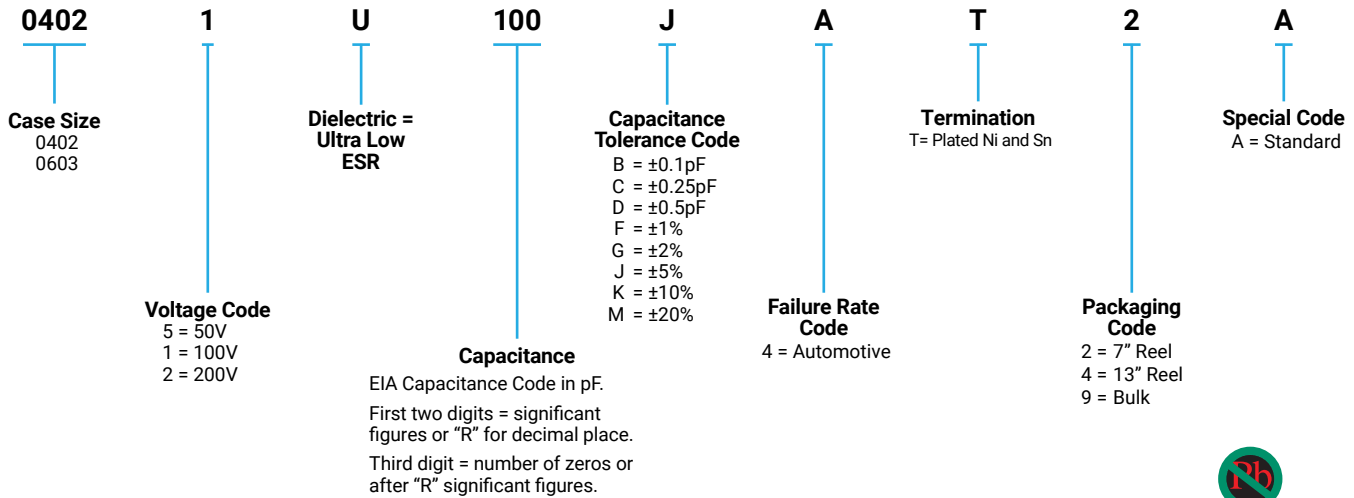 0402 1 U 100 J A T 2 A
Case Size
0402
0603
Voltage Code
5 = 50V
1 = 100V
2 = 200V
Dielectric =
Ultra Low
ESR
Capacitance
EIA Capacitance Code in pF.
First two digits = significant
figures or “R” for decimal place.
Third digit = number of zeros or
after “R” significant figures.
Capacitance
Tolerance Code
B = ±0.1pF
C = ±0.25pF
D = ±0.5pF
F = ±1%
G = ±2%
J = ±5%
K = ±10%
M = ±20%
Failure Rate
Code
4 = Automotive
Termination
T= Plated Ni and Sn
Packaging
Code
2 = 7” Reel
4 = 13” Reel
9 = Bulk
Special Code
A = Standard
Pb